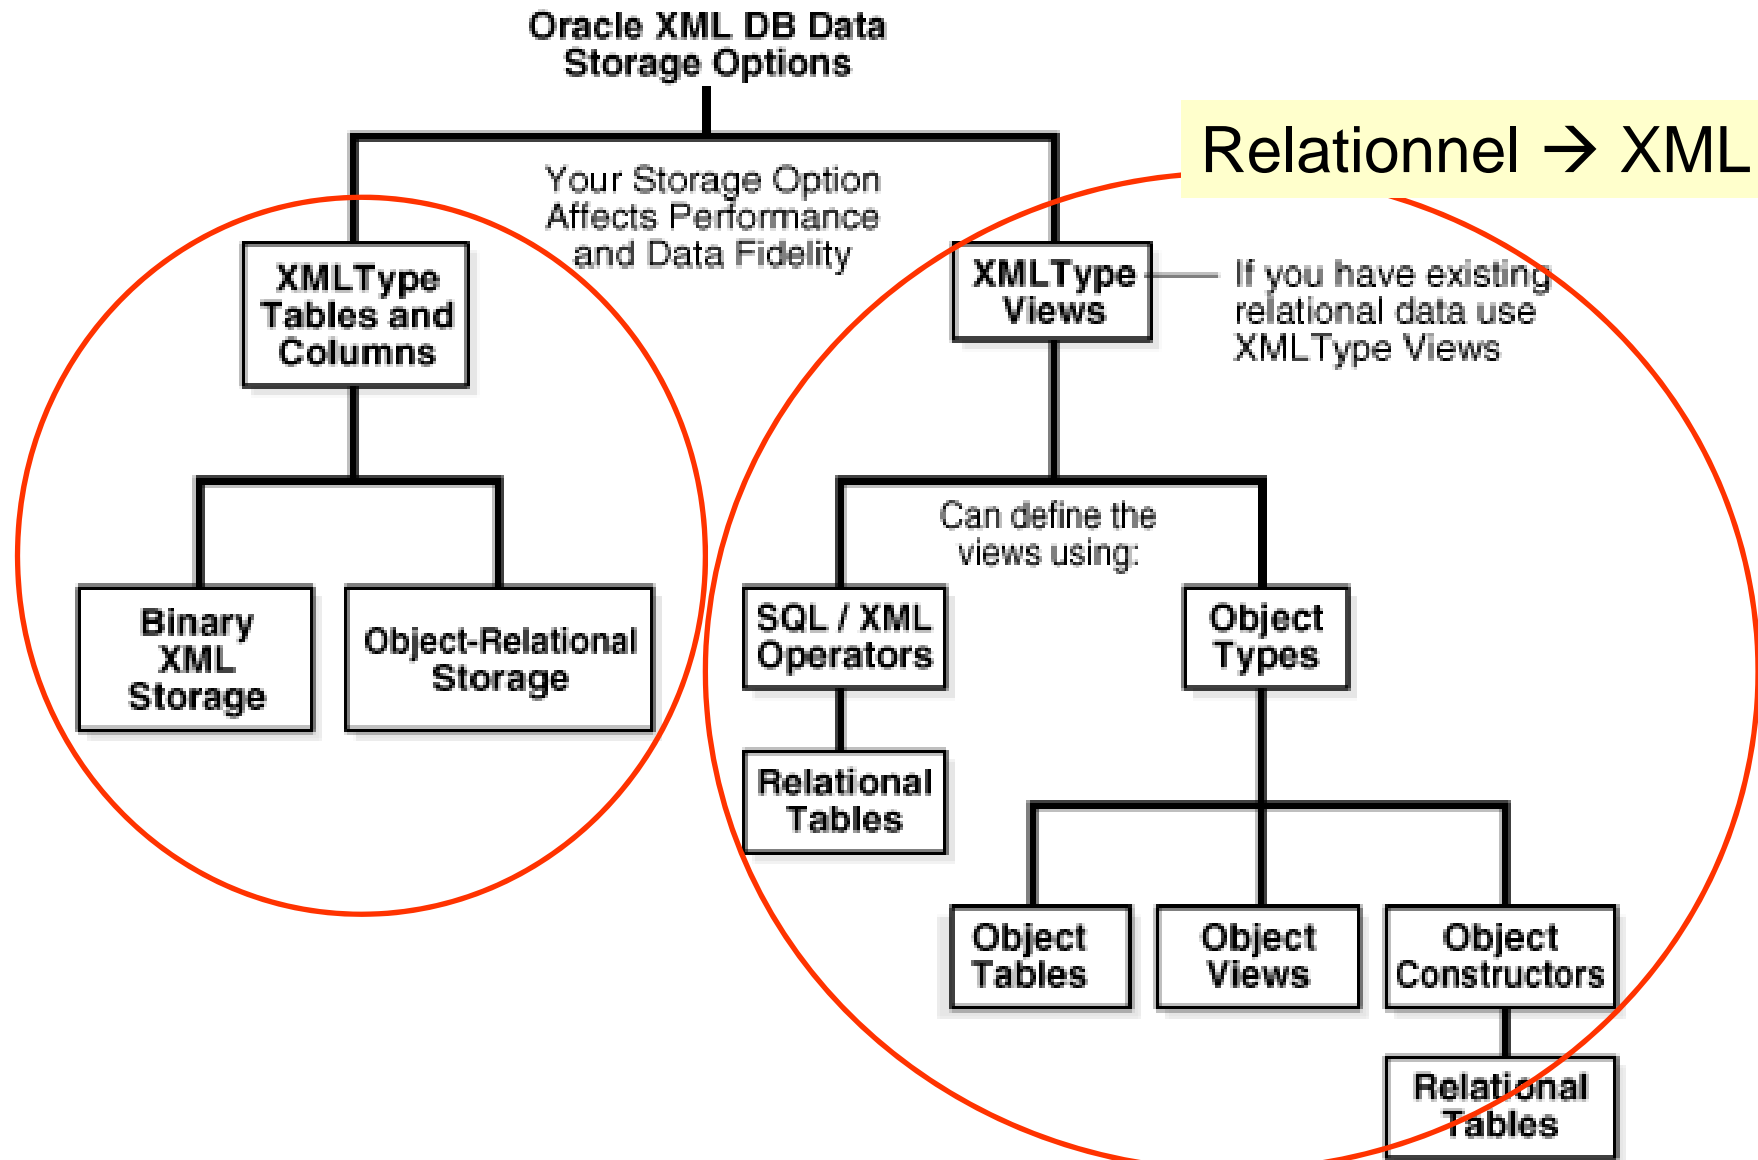 Oracle XML DB Data
Storage Options
Relationnel → XML
Your Storage Option
Affects Performance
and Data Fidelity
XMLType
Tables and
Columns
XMLType
Views
If you have existing
relational data use
XMLType Views
Can define the
views using:
Binary
XML
Storage
Object-Relational
Storage
SQL / XML
Operators
Object
Types
Relational
Tables
Object
Tables
Object
Views
Object
Constructors
Relational
Tables